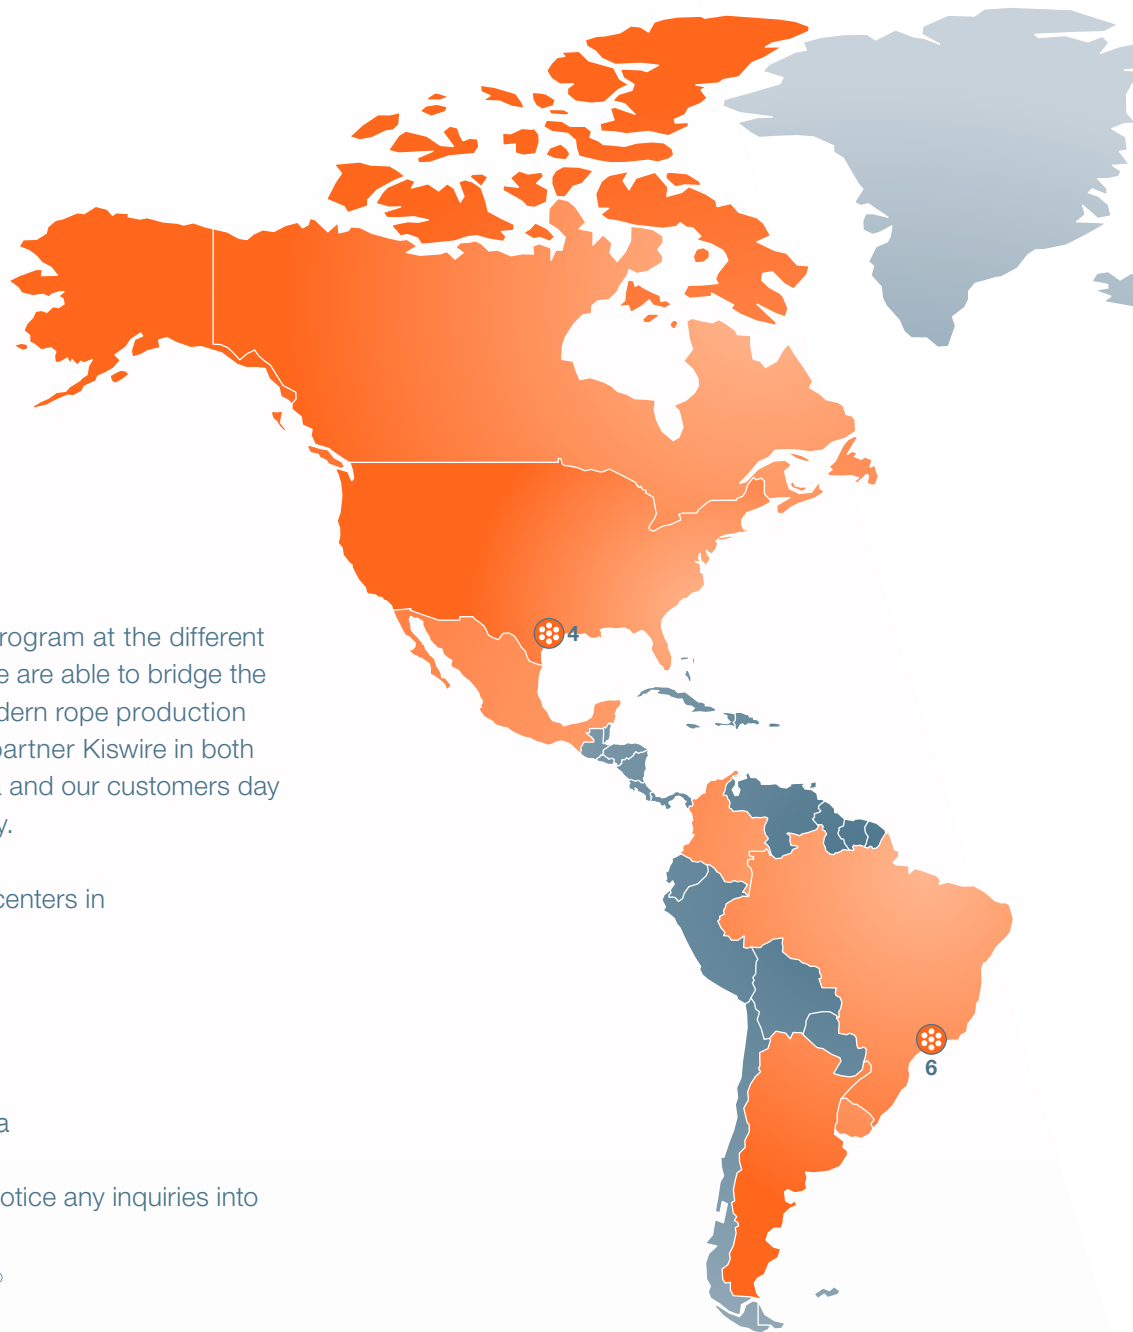 rogram at the different
e are able to bridge the
dern rope production
partner Kiswire in both
and our customers day
y.
centers in
a
otice any inquiries into
4
6